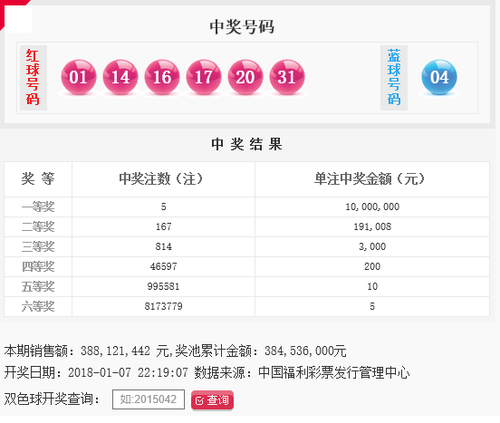 中奖号码
红球号码 01 14 16 17 20 31 蓝球号码 04
中 奖 结 果
奖 等 中奖注数（注） 单注中奖金额（元）
一等奖 5 10,000,000
二等奖 167 191,008
三等奖 814 3,000
四等奖 46597 200
五等奖 995581 10
六等奖 8173779 5
本期销售额：388,121,442 元,奖池累计金额：384,536,000元
开奖日期：2018-01-07 22:19:07 数据来源：中国福利彩票发行管理中心
双色球开奖查询： 如:2015042 查询